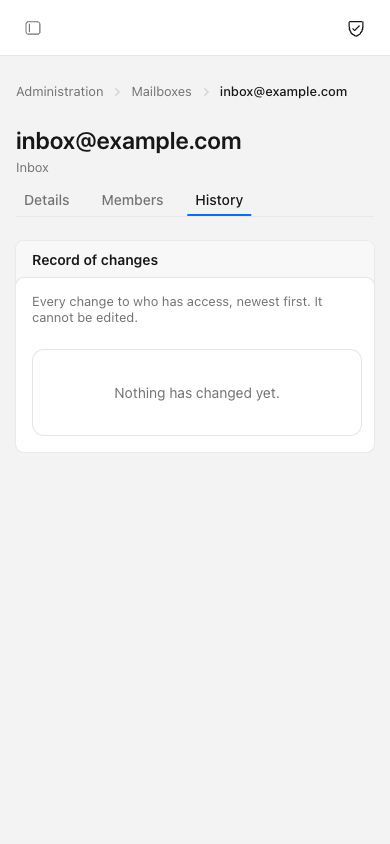 Administration > Mailboxes > inbox@example.com
inbox@example.com
Inbox
Details Members History
Record of changes
Every change to who has access, newest first. It
cannot be edited.
Nothing has changed yet.